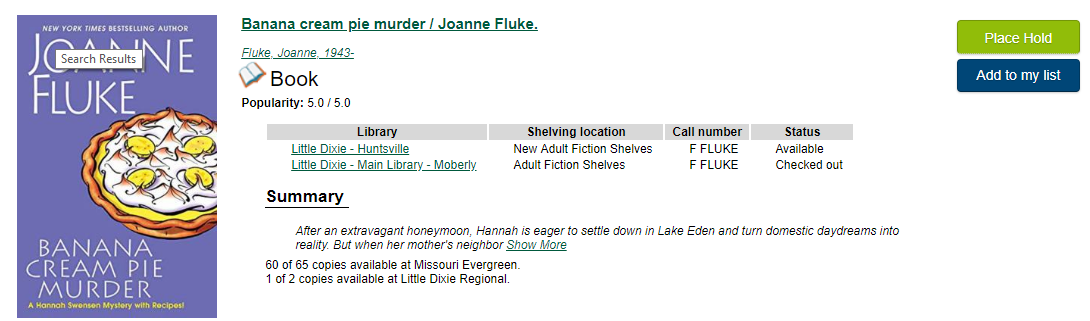 NEW YORK TIMES BESTSELLING AUTHOR
JOANNE
Search Results
FLUKE
BANANA
CREAM PIE
MURDER
A Hannah Swensen Mystery with Recipes!
Banana cream pie murder / Joanne Fluke.
Fluke, Joanne, 1943-
Book
Popularity: 5.0 / 5.0
Library Shelving location Call number Status
Little Dixie - Huntsville New Adult Fiction Shelves F FLUKE Available
Little Dixie - Main Library - Moberly Adult Fiction Shelves F FLUKE Checked out
Summary
After an extravagant honeymoon, Hannah is eager to settle down in Lake Eden and turn domestic daydreams into
reality. But when her mother's neighbor Show More
60 of 65 copies available at Missouri Evergreen.
1 of 2 copies available at Little Dixie Regional.
Place Hold
Add to my list